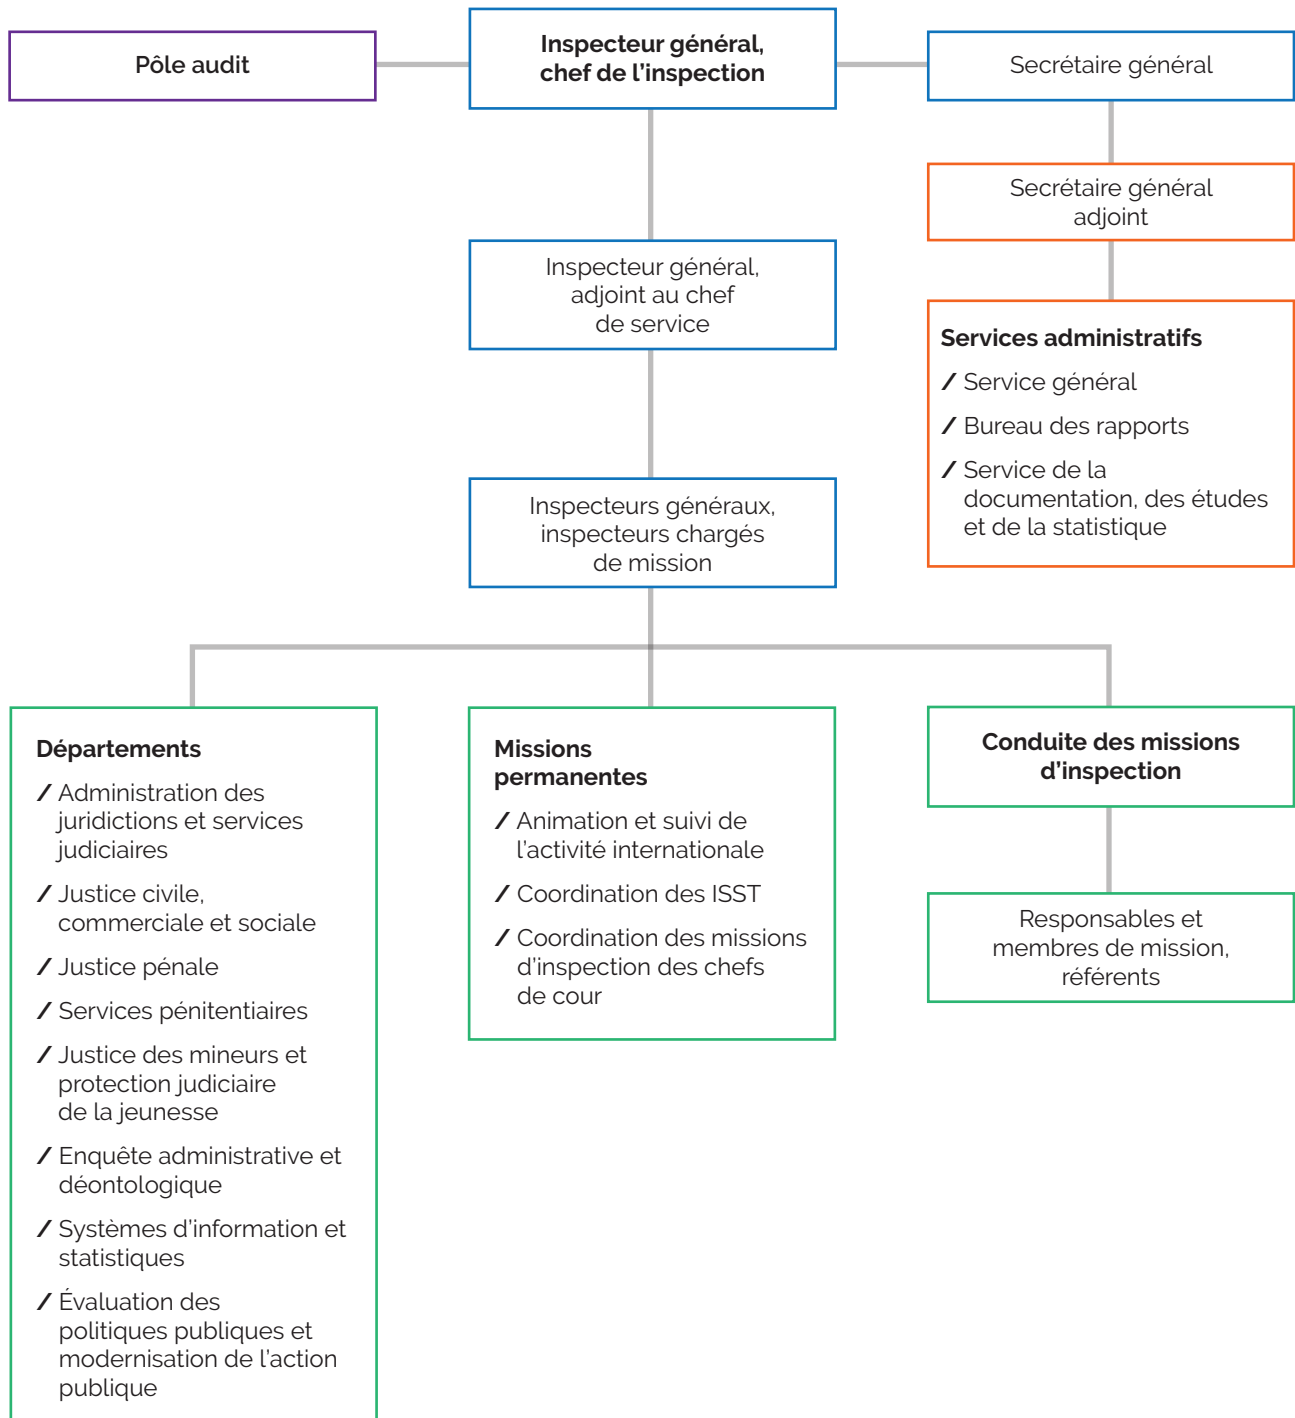 Pôle audit
Inspecteur général,
chef de l’inspection
Secrétaire général
Secrétaire général
adjoint
Inspecteur général,
adjoint au chef
de service
Services administratifs
/ Service général
/ Bureau des rapports
/ Service de la
documentation, des études
et de la statistique
Inspecteurs généraux,
inspecteurs chargés
de mission
Départements
/ Administration des
juridictions et services
judiciaires
/ Justice civile,
commerciale et sociale
/ Justice pénale
/ Services pénitentiaires
/ Justice des mineurs et
protection judiciaire
de la jeunesse
/ Enquête administrative et
déontologique
/ Systèmes d’information et
statistiques
/ Évaluation des
politiques publiques et
modernisation de l’action
publique
Missions
permanentes
/ Animation et suivi de
l’activité internationale
/ Coordination des ISST
/ Coordination des missions
d’inspection des chefs
de cour
Conduite des missions
d’inspection
Responsables et
membres de mission,
référents